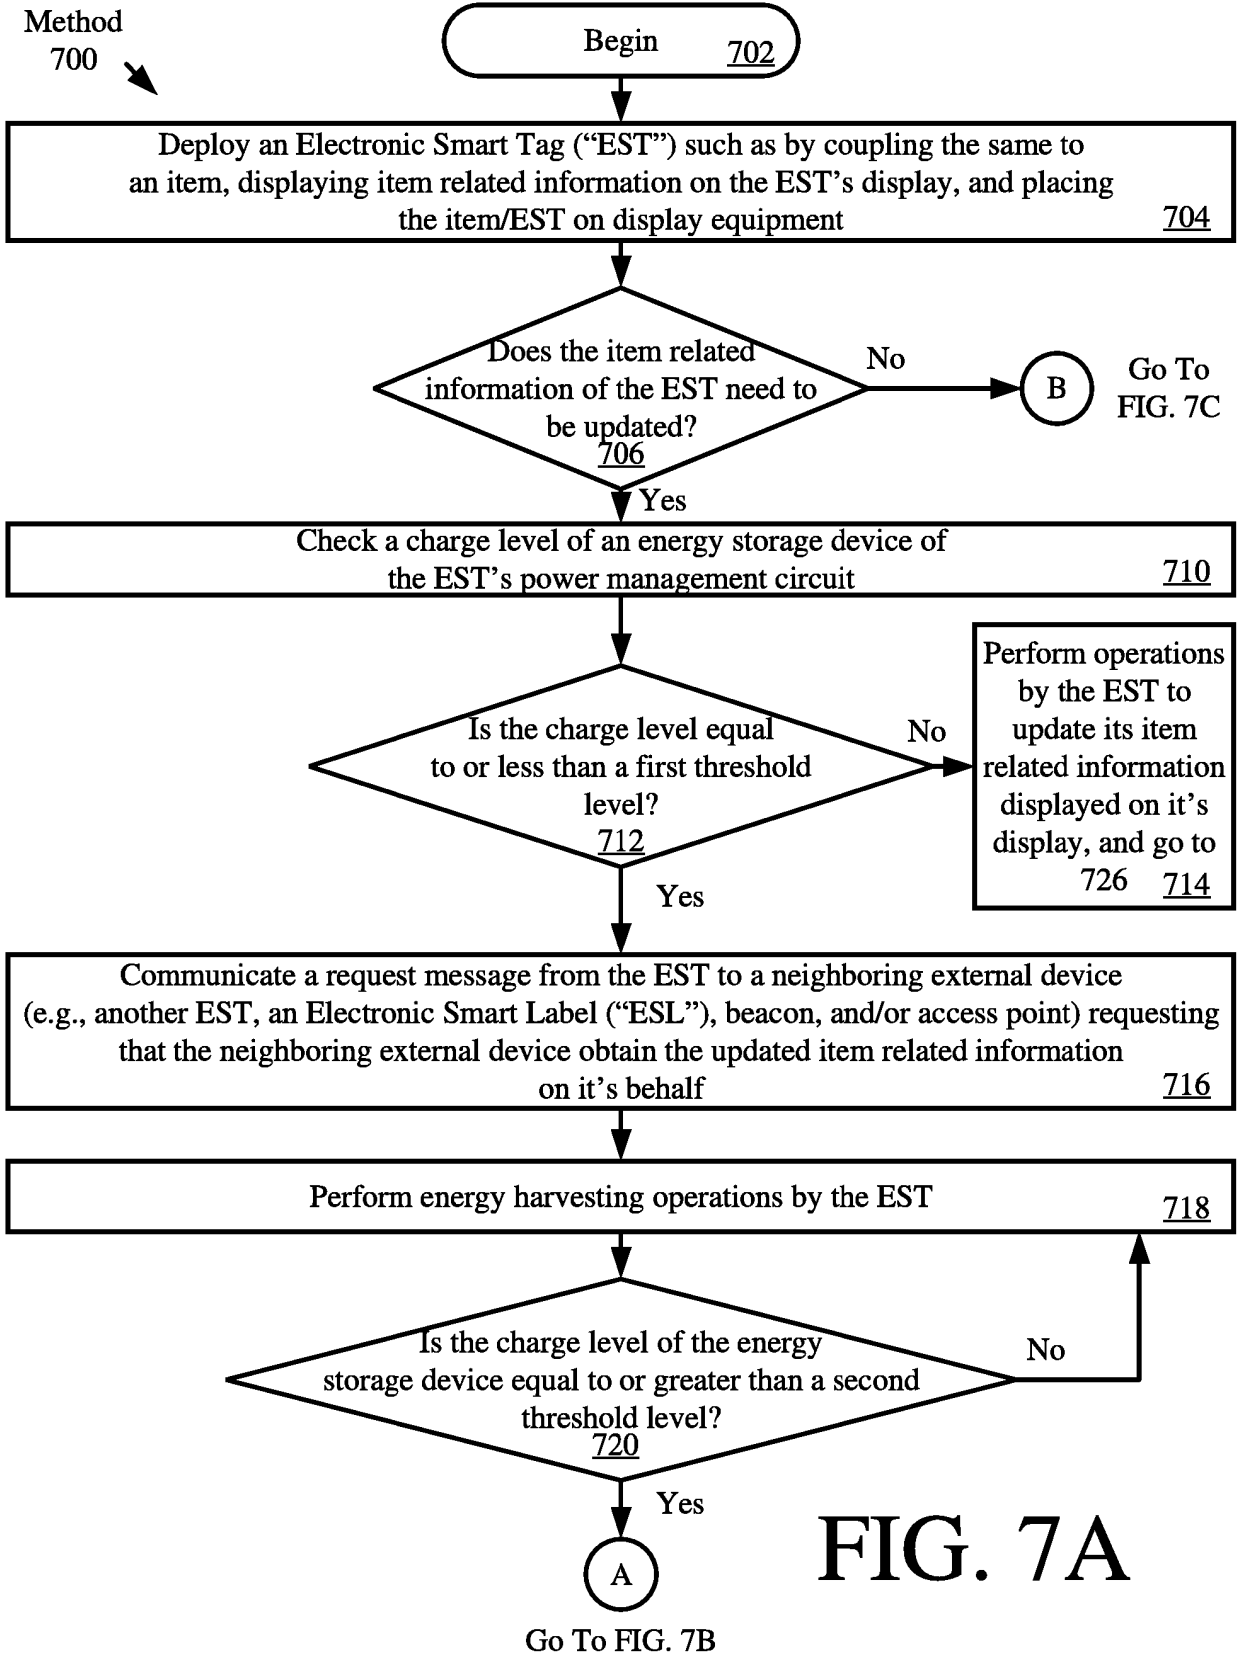 Method
700
Begin
702
Deploy an Electronic Smart Tag (“EST”) such as by coupling the same to
an item, displaying item related information on the EST’s display, and placing
the item/EST on display equipment
704
Does the item related
information of the EST need to
be updated?
706
No
B
Go To
FIG. 7C
Yes
Check a charge level of an energy storage device of
the EST’s power management circuit
710
Is the charge level equal
to or less than a first threshold
level?
712
No
Perform operations
by the EST to
update its item
related information
displayed on it’s
display, and go to
726 714
Yes
Communicate a request message from the EST to a neighboring external device
(e.g., another EST, an Electronic Smart Label (“ESL”), beacon, and/or access point) requesting
that the neighboring external device obtain the updated item related information
on it’s behalf
716
Perform energy harvesting operations by the EST
718
Is the charge level of the energy
storage device equal to or greater than a second
threshold level?
720
No
Yes
A
Go To FIG. 7B
FIG. 7A